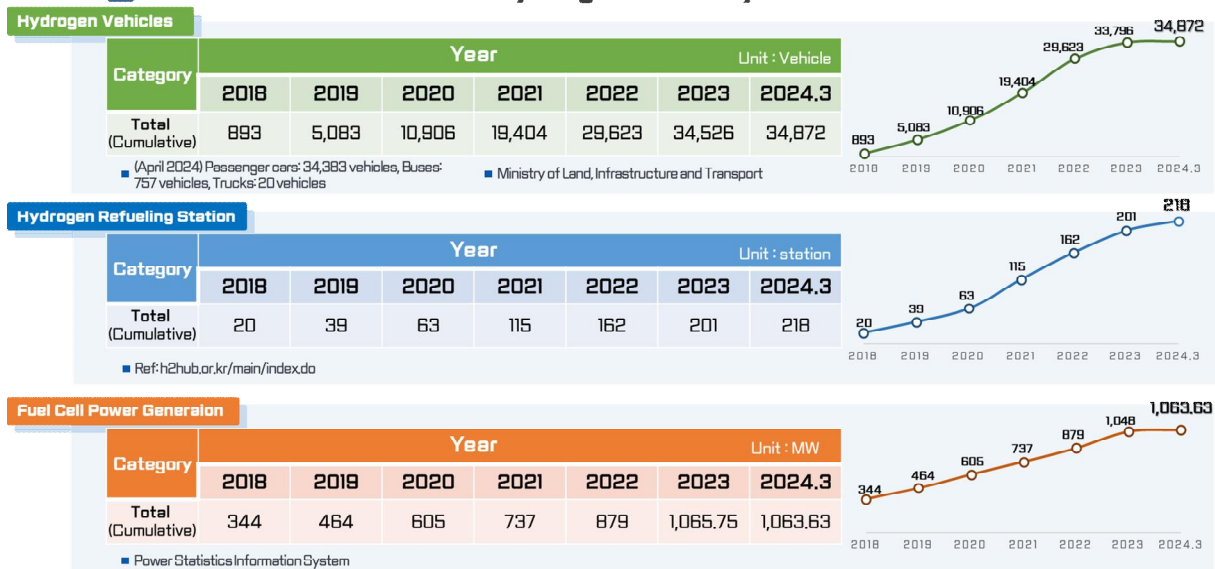 Hydrogen Vehicles
Category
Year
Unit : Vehicle
2018 2019 2020 2021 2022 2023 2024.3
Total
(Cumulative)
893 5,083 10,906 19,404 29,623 34,526 34,872
(April 2024) Passenger cars: 34,383 vehicles, Buses:
757 vehicles, Trucks: 20 vehicles
Ministry of Land, Infrastructure and Transport
893 5,083 10,906 19,404 29,623 33,796 34,872
2018 2019 2020 2021 2022 2023 2024.3
Hydrogen Refueling Station
Category
Year
Unit : station
2018 2019 2020 2021 2022 2023 2024.3
Total
(Cumulative)
20 39 63 115 162 201 218
Ref: h2hub.or.kr/main/index.do
20 39 63 115 162 201 218
2018 2019 2020 2021 2022 2023 2024.3
Fuel Cell Power Generaion
Category
Year
Unit : MW
2018 2019 2020 2021 2022 2023 2024.3
Total
(Cumulative)
344 464 605 737 879 1,065.75 1,063.63
Power Statistics Information System
344 464 605 737 879 1,048 1,063.63
2018 2019 2020 2021 2022 2023 2024.3